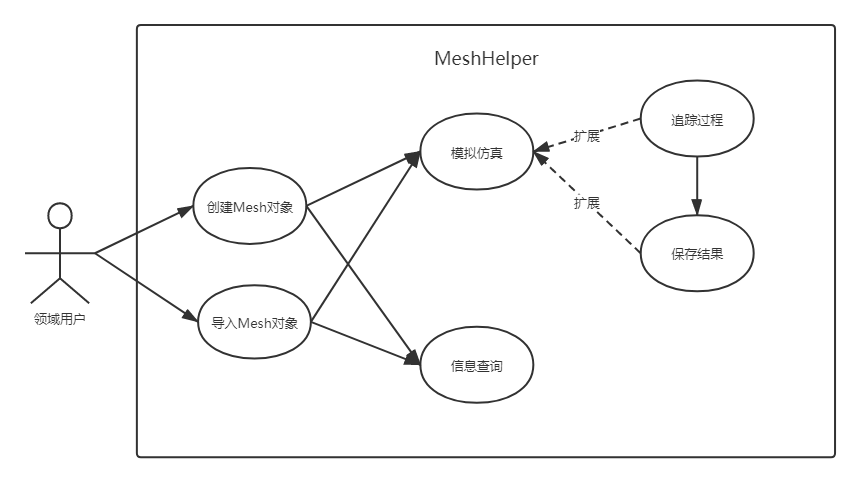 MeshHelper
追踪过程
扩展
模拟仿真
创建Mesh对象
扩展
保存结果
领域用户
导入Mesh对象
信息查询